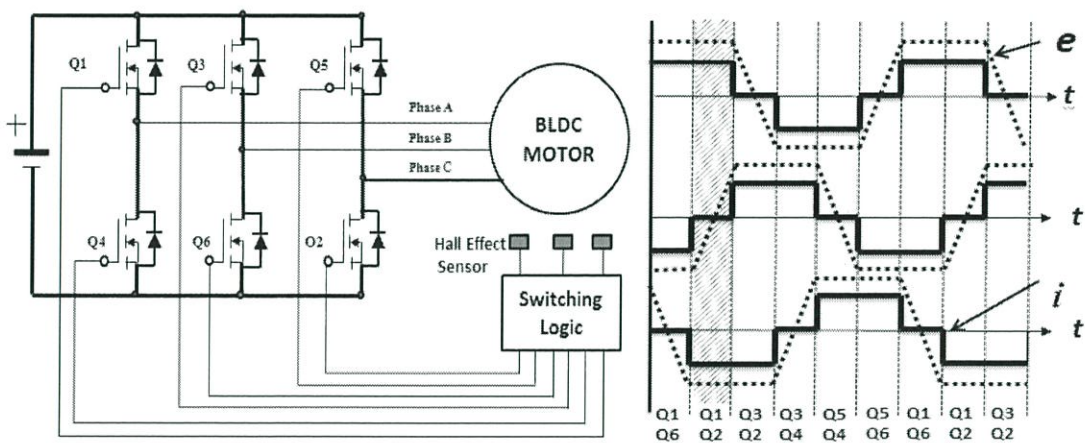 +
Q1
Q3
Q5
Phase A
Phase B
Phase C
BLDC
MOTOR
Q4
Q6
O2
Hall Effect
Sensor
Switching
Logic
e
t
t
i
t
Q1 Q1 Q3 Q3 Q5 Q5 Q1 Q1 Q3
Q6 Q2 Q2 Q4 Q4 Q6 Q6 Q2 Q2